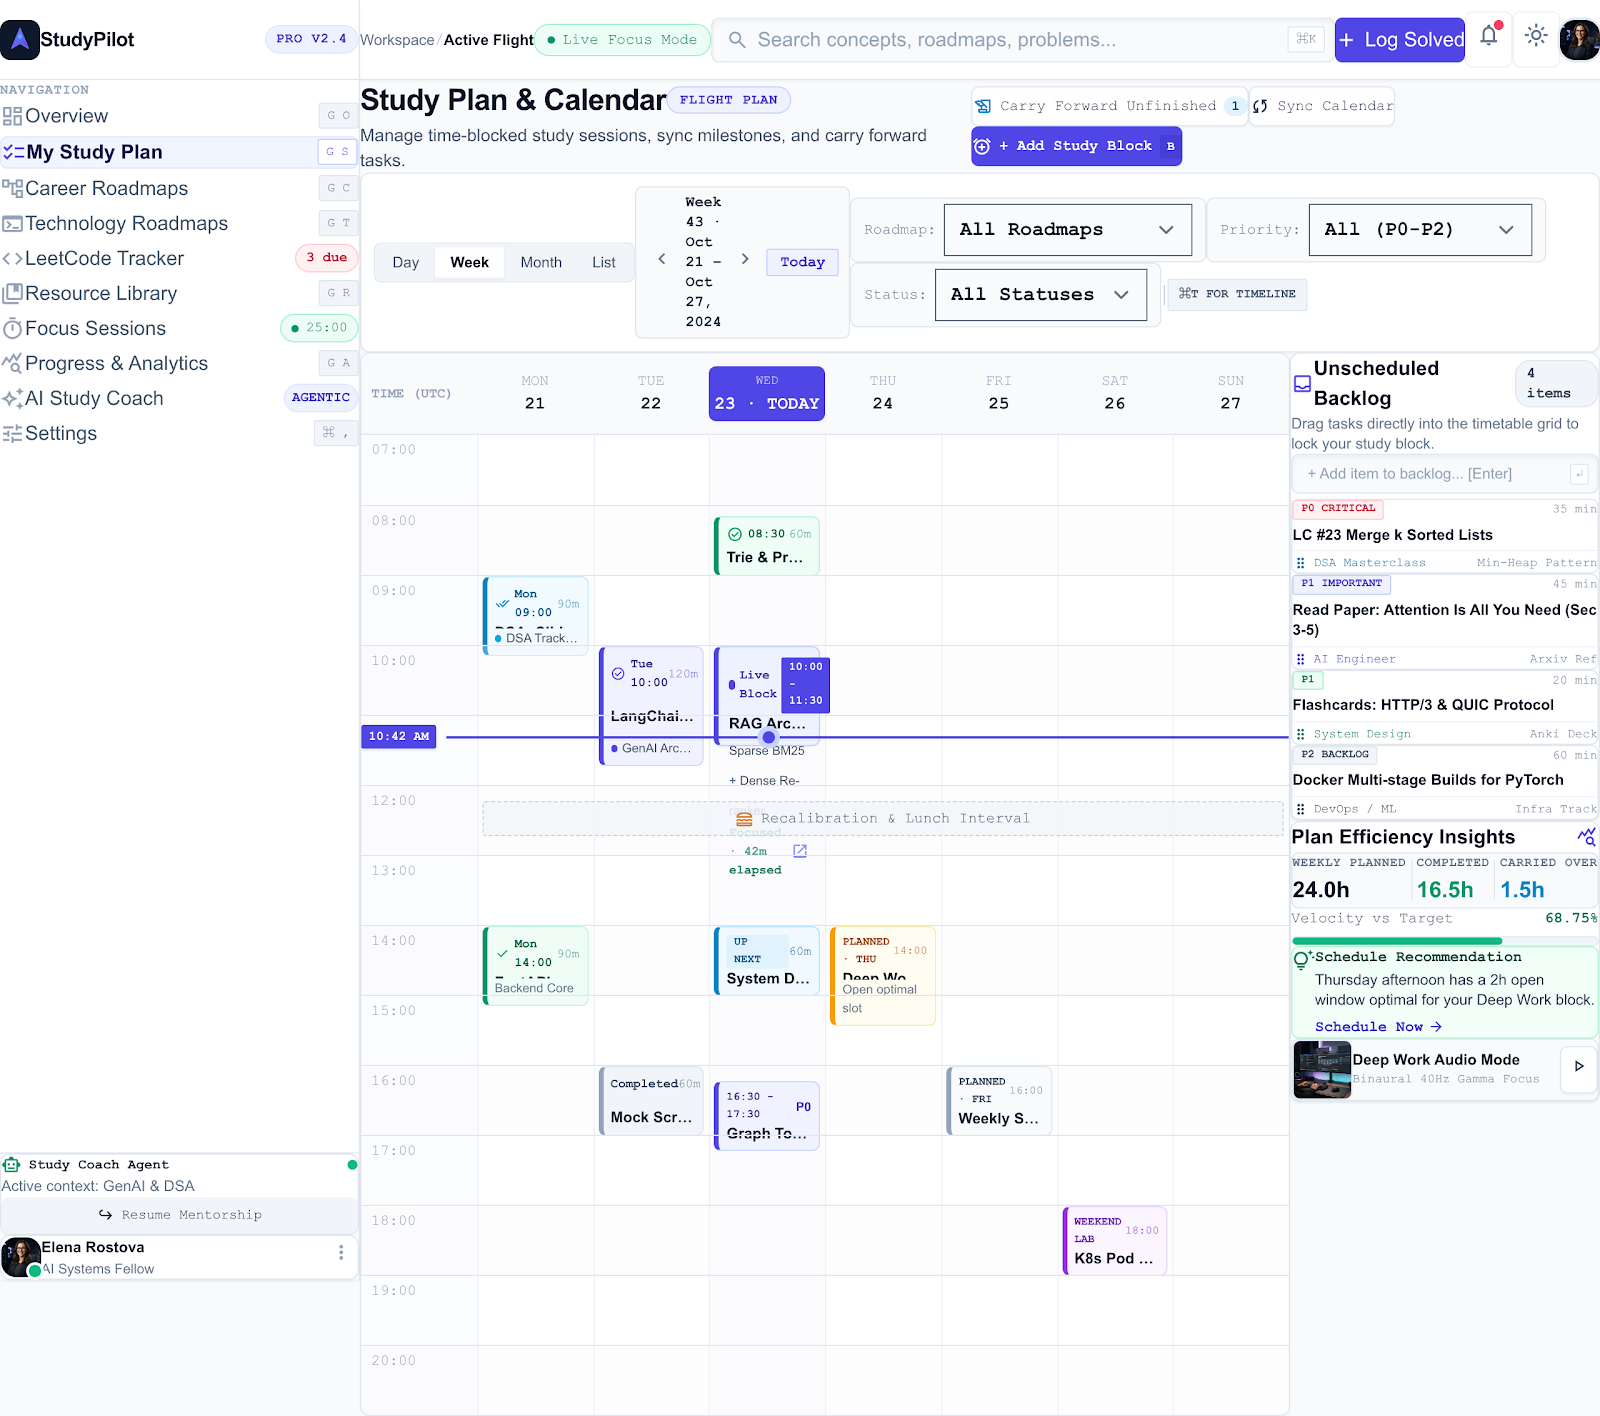 StudyPilot
PRO V2.4
Workspace / Active Flight
Live Focus Mode
Search concepts, roadmaps, problems...
⌘K
+ Log Solved
NAVIGATION
Overview
G O
My Study Plan
G S
Career Roadmaps
G C
Technology Roadmaps
G T
LeetCode Tracker
3 due
Resource Library
G R
Focus Sessions
25:00
Progress & Analytics
G A
AI Study Coach
AGENTIC
Settings
⌘ ,
Study Coach Agent
Active context: GenAI & DSA
Resume Mentorship
Elena Rostova
AI Systems Fellow
Study Plan & Calendar
FLIGHT PLAN
Manage time-blocked study sessions, sync milestones, and carry forward
tasks.
Carry Forward Unfinished 1
Sync Calendar
+ Add Study Block B
Day
Week
Month
List
Week
43 ·
Oct
21 –
Oct
27,
2024
Today
Roadmap: All Roadmaps
Priority: All (P0-P2)
Status: All Statuses
⌘T FOR TIMELINE
TIME (UTC)
MON
21
TUE
22
WED
23 · TODAY
THU
24
FRI
25
SAT
26
SUN
27
07:00
08:00
08:30 60m
Trie & Pr...
09:00
Mon
09:00
90m
DSA Track...
10:00
Tue
10:00
120m
LangChai...
GenAI Arc...
Live
Block
10:00
–
11:30
RAG Arc...
10:42 AM
Sparse BM25
+ Dense Re-
ranker
Focused
· 42m
elapsed
12:00
Recalibration & Lunch Interval
13:00
14:00
Mon
14:00
90m
Backend Core
UP
NEXT
60m
System D...
PLANNED
· THU
14:00
Deep Wo...
Open optimal
slot
15:00
16:00
Completed 60m
Mock Scr...
16:30 –
17:30
P0
Graph To...
PLANNED
· FRI
16:00
Weekly S...
17:00
18:00
WEEKEND
LAB
18:00
K8s Pod ...
19:00
20:00
Unscheduled
Backlog
4
items
Drag tasks directly into the timetable grid to
lock your study block.
+ Add item to backlog... [Enter]
P0 CRITICAL
35 min
LC #23 Merge k Sorted Lists
DSA Masterclass
Min-Heap Pattern
P1 IMPORTANT
45 min
Read Paper: Attention Is All You Need (Sec
3-5)
AI Engineer
Arxiv Ref
P1
20 min
Flashcards: HTTP/3 & QUIC Protocol
System Design
Anki Deck
P2 BACKLOG
60 min
Docker Multi-stage Builds for PyTorch
DevOps / ML
Infra Track
Plan Efficiency Insights
WEEKLY PLANNED
24.0h
COMPLETED
16.5h
CARRIED OVER
1.5h
Velocity vs Target
68.75%
Schedule Recommendation
Thursday afternoon has a 2h open
window optimal for your Deep Work block.
Schedule Now →
Deep Work Audio Mode
Binaural 40Hz Gamma Focus